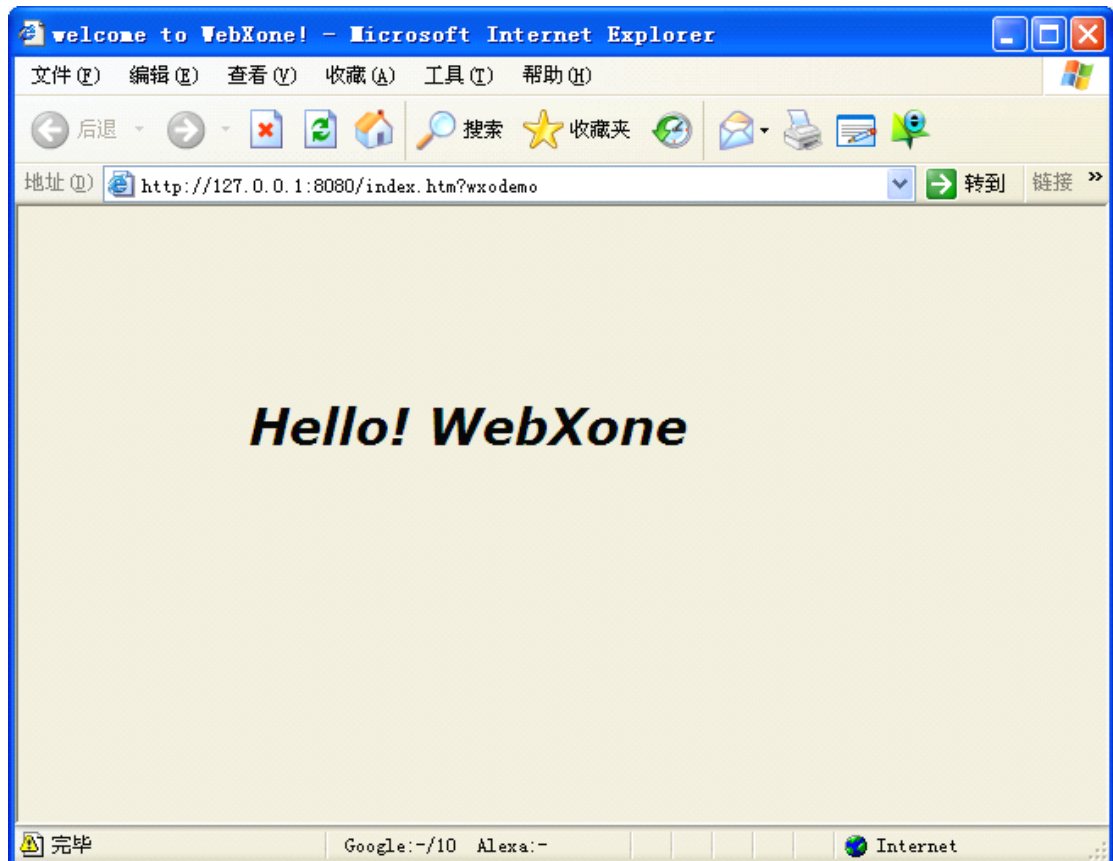 welcome to WebXone! - Microsoft Internet Explorer
文件(F) 编辑(E) 查看(V) 收藏(A) 工具(T) 帮助(H)
后退 搜索 收藏夹
地址(D) http://127.0.0.1:8080/index.htm?wxodemo 转到 链接 »
Hello! WebXone
完毕 Google:-/10 Alexa:- Internet